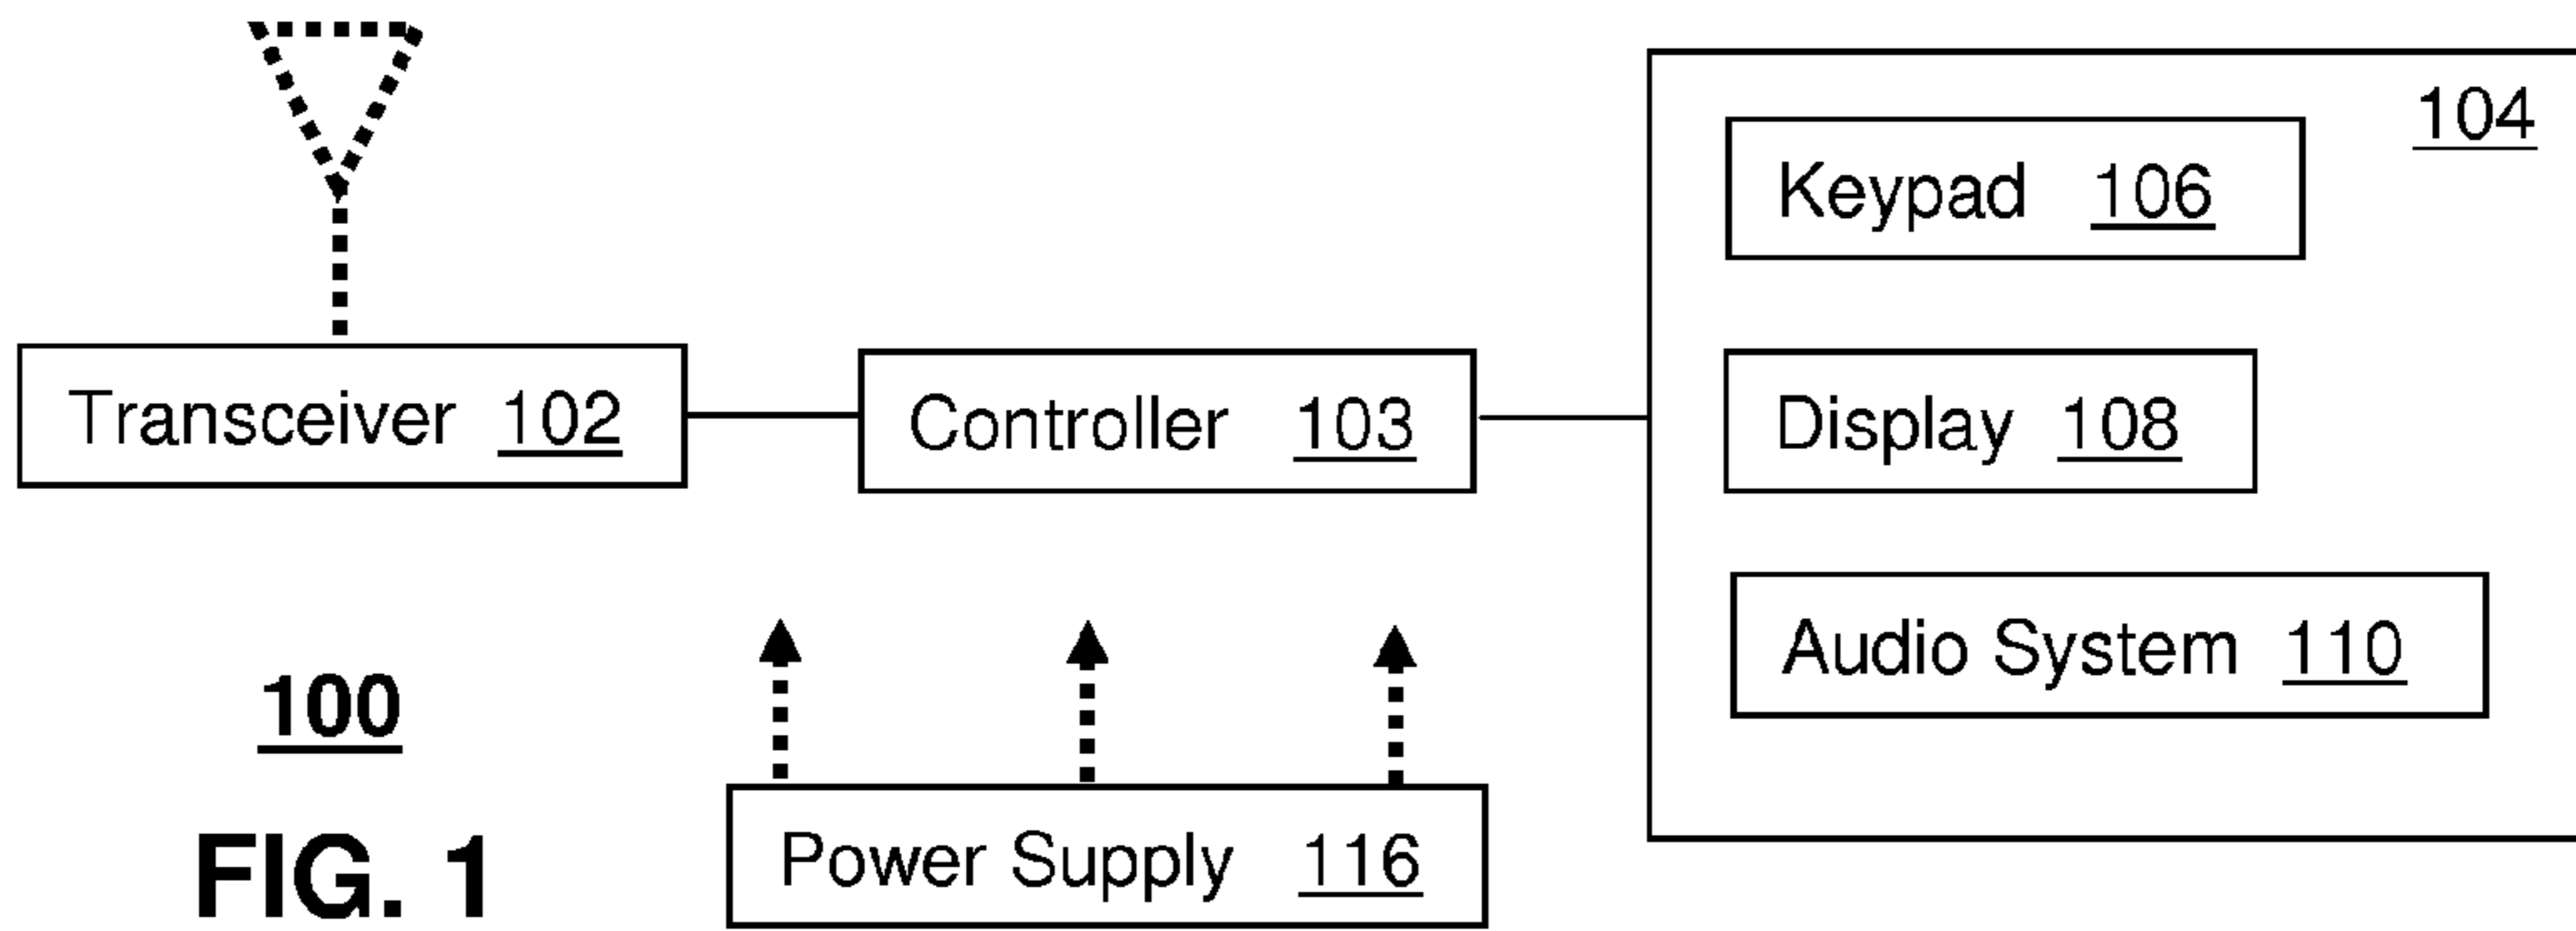 104
Keypad 106
Transceiver 102
Controller 103
Display 108
Audio System 110
100
Power Supply 116
FIG. 1